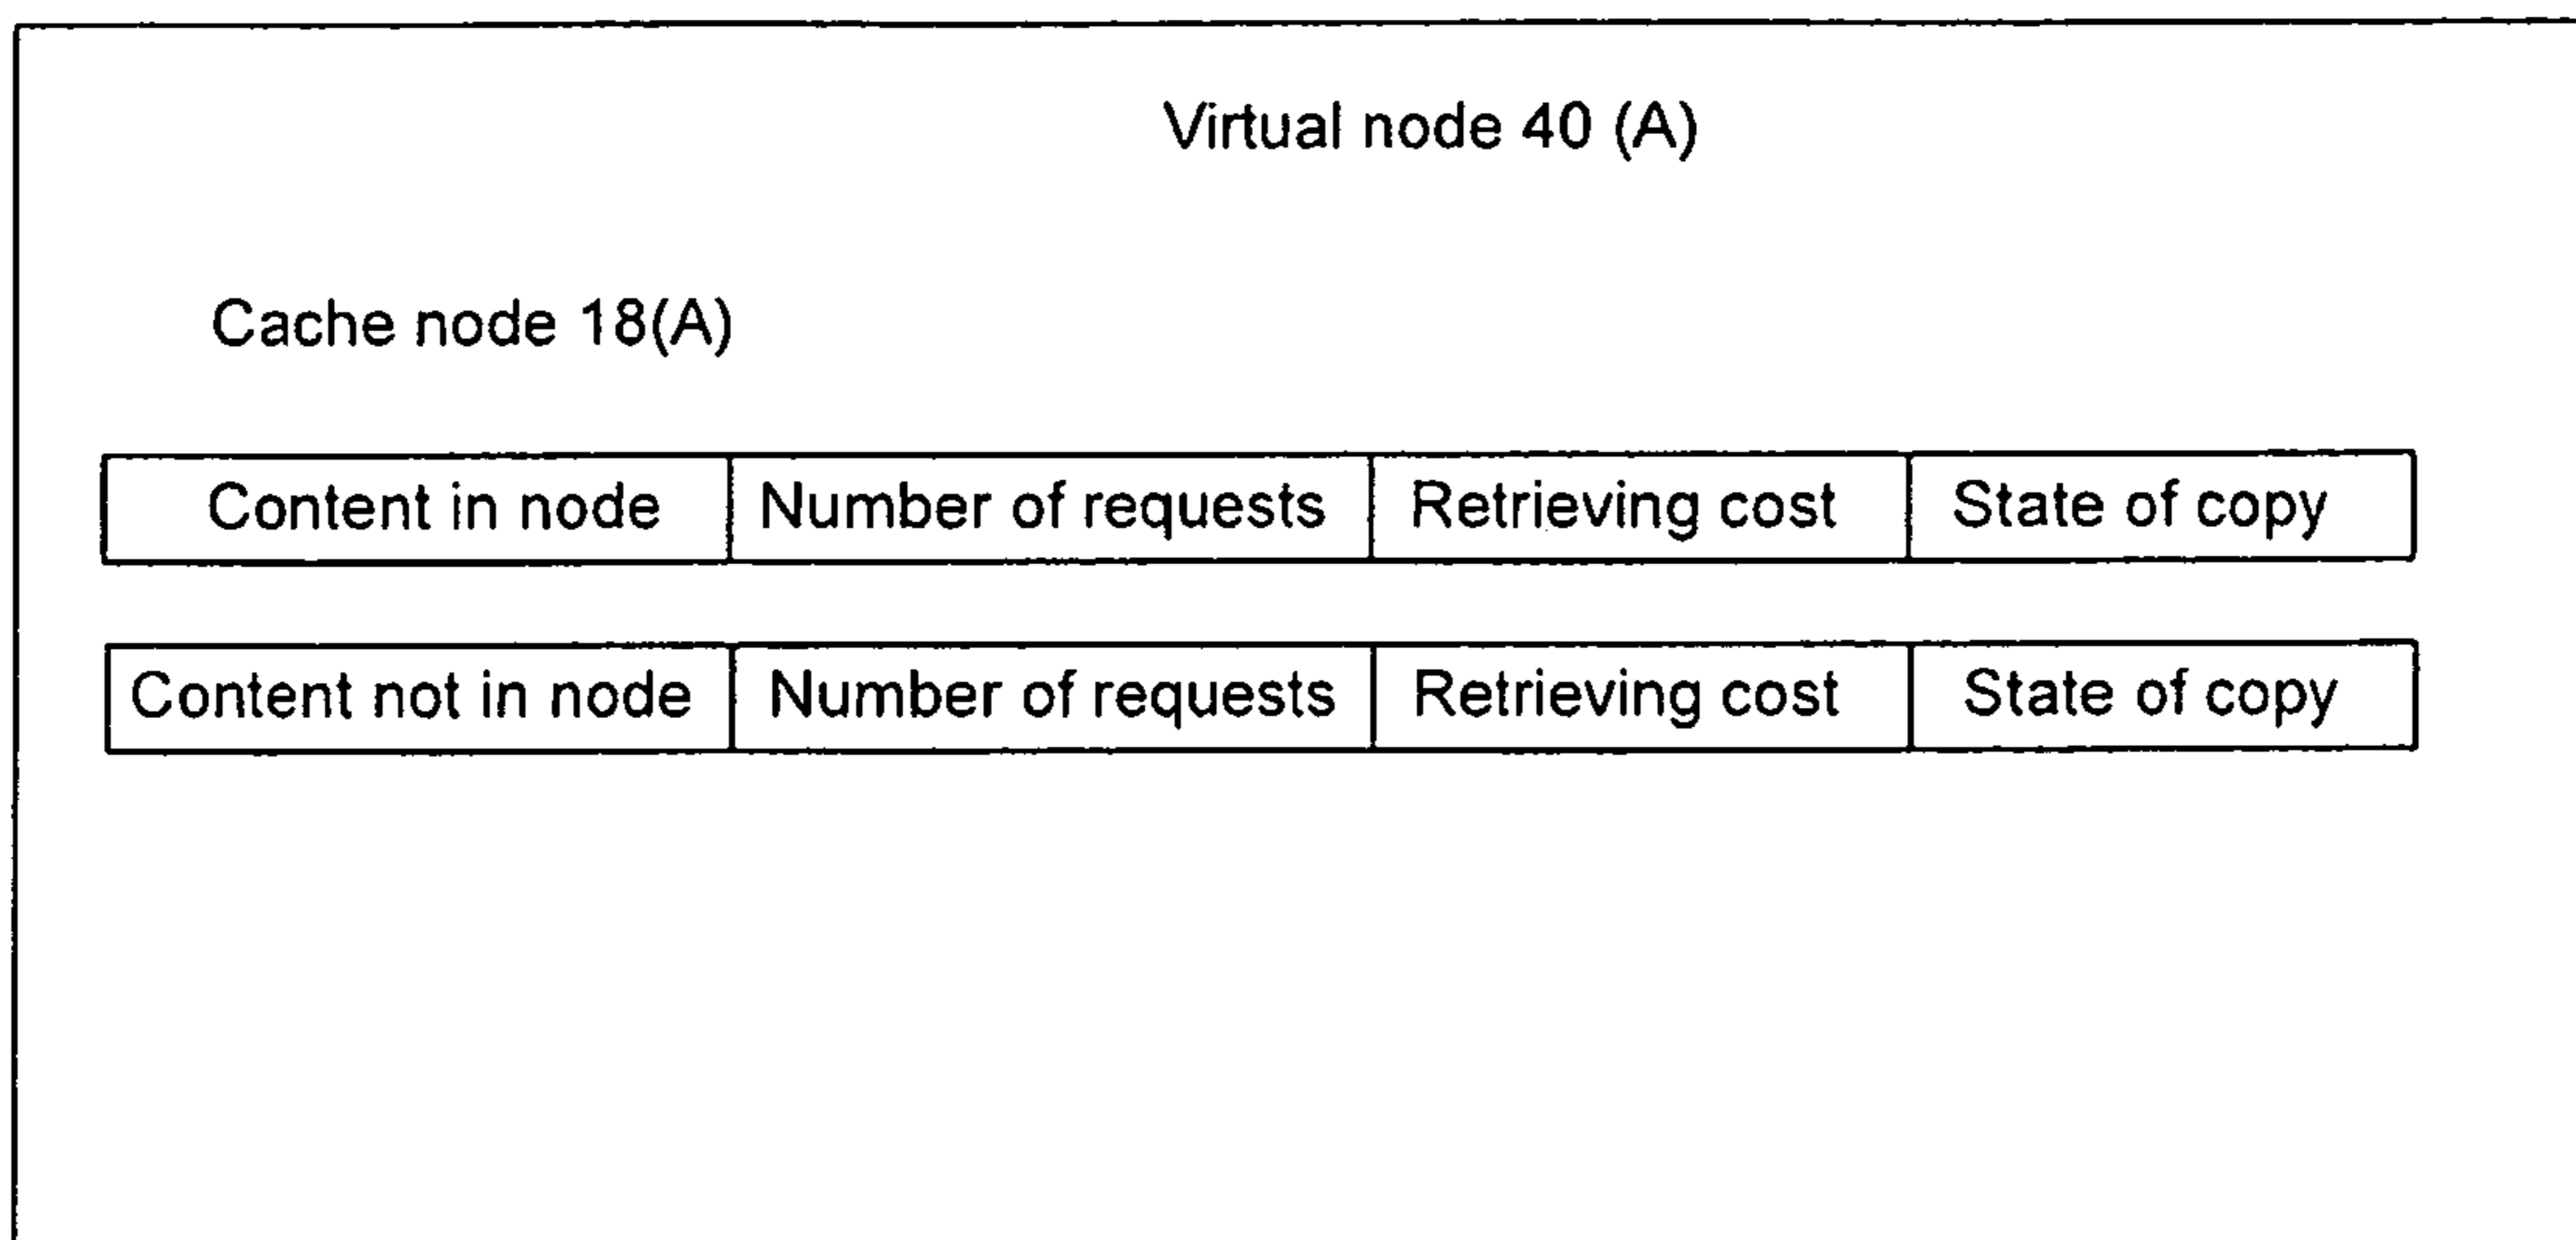 Virtual node 40 (A)
Cache node 18(A)
Content in node Number of requests Retrieving cost State of copy
Content not in node Number of requests Retrieving cost State of copy